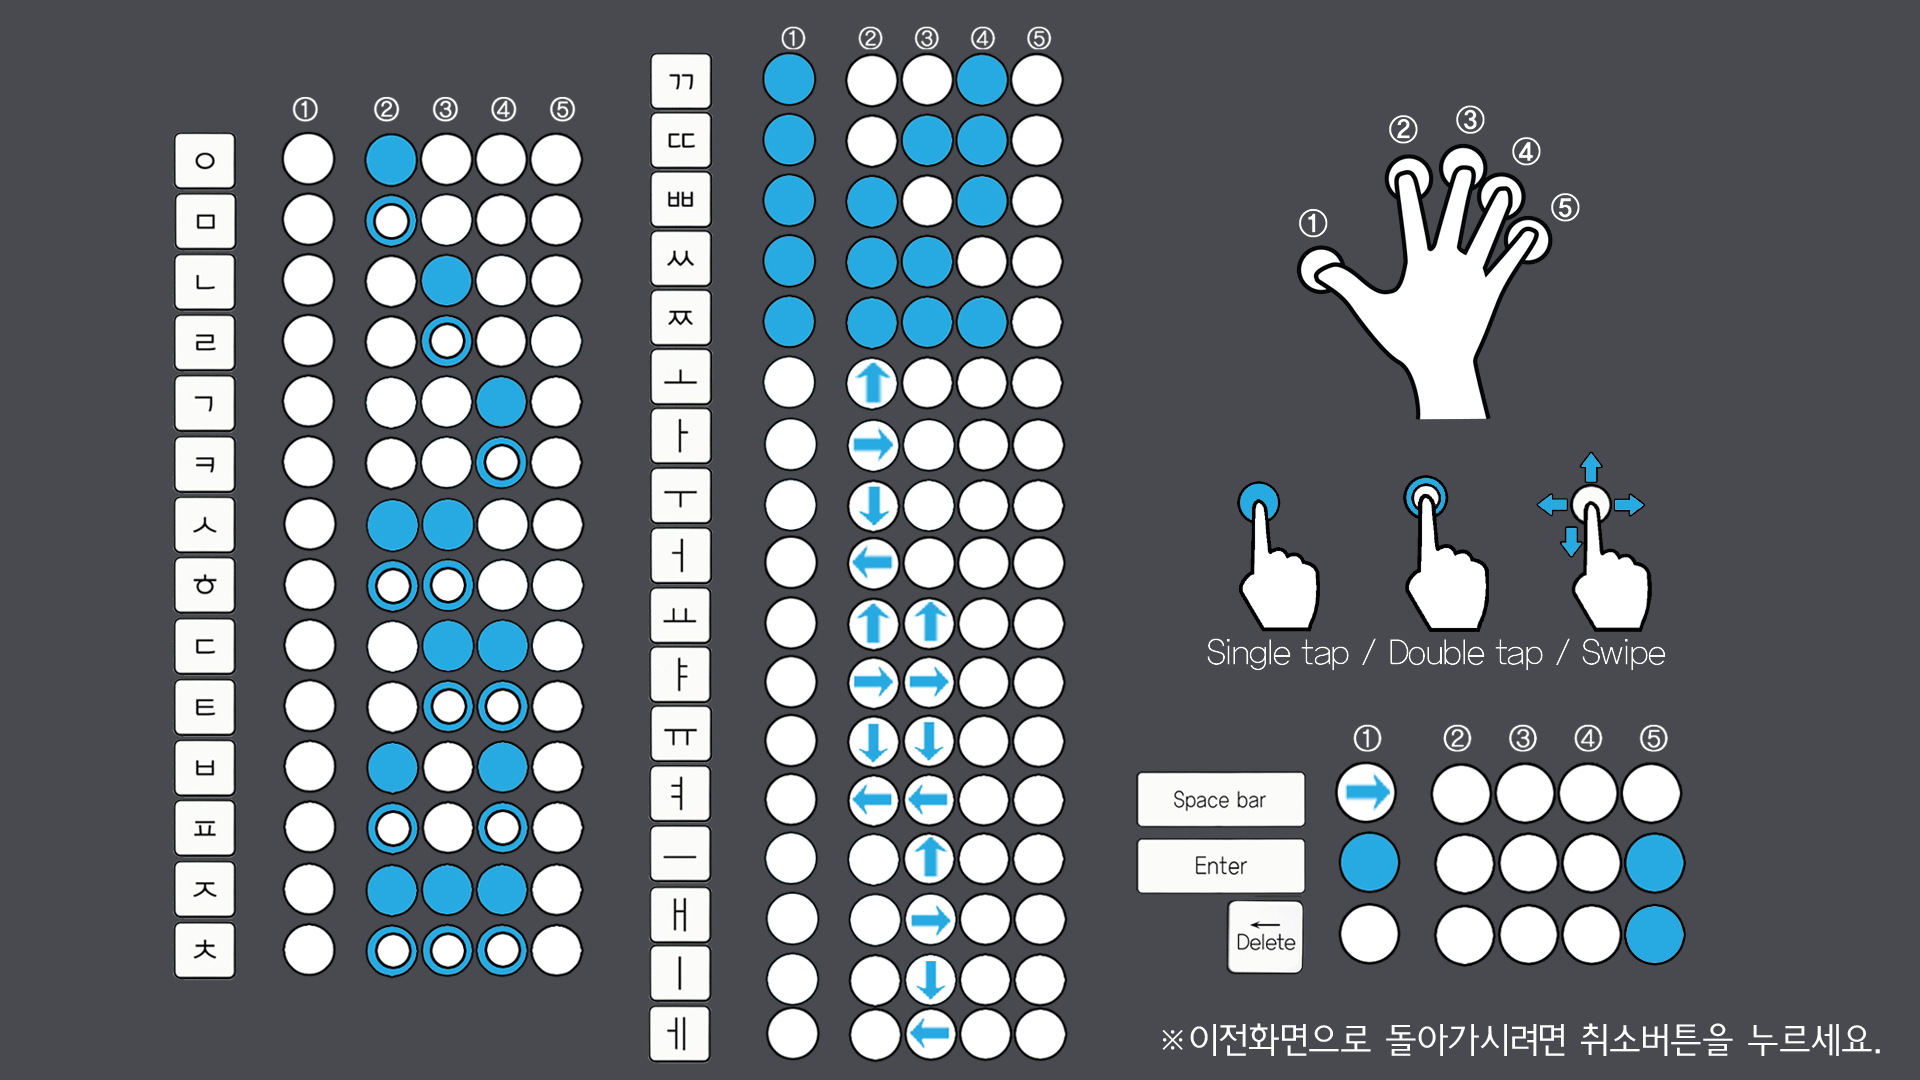 ① ② ③ ④ ⑤
ㅇ
ㅁ
ㄴ
ㄹ
ㄱ
ㅋ
ㅅ
ㅎ
ㄷ
ㅌ
ㅂ
ㅍ
ㅈ
ㅊ
① ② ③ ④ ⑤
ㄲ
ㄸ
ㅃ
ㅆ
ㅉ
ㅗ
ㅏ
ㅜ
ㅓ
ㅛ
ㅑ
ㅠ
ㅕ
ㅡ
ㅐ
ㅣ
ㅔ
① ② ③ ④ ⑤
Single tap / Double tap / Swipe
① ② ③ ④ ⑤
Space bar
Enter
←
Delete
※이전화면으로 돌아가시려면 취소버튼을 누르세요.